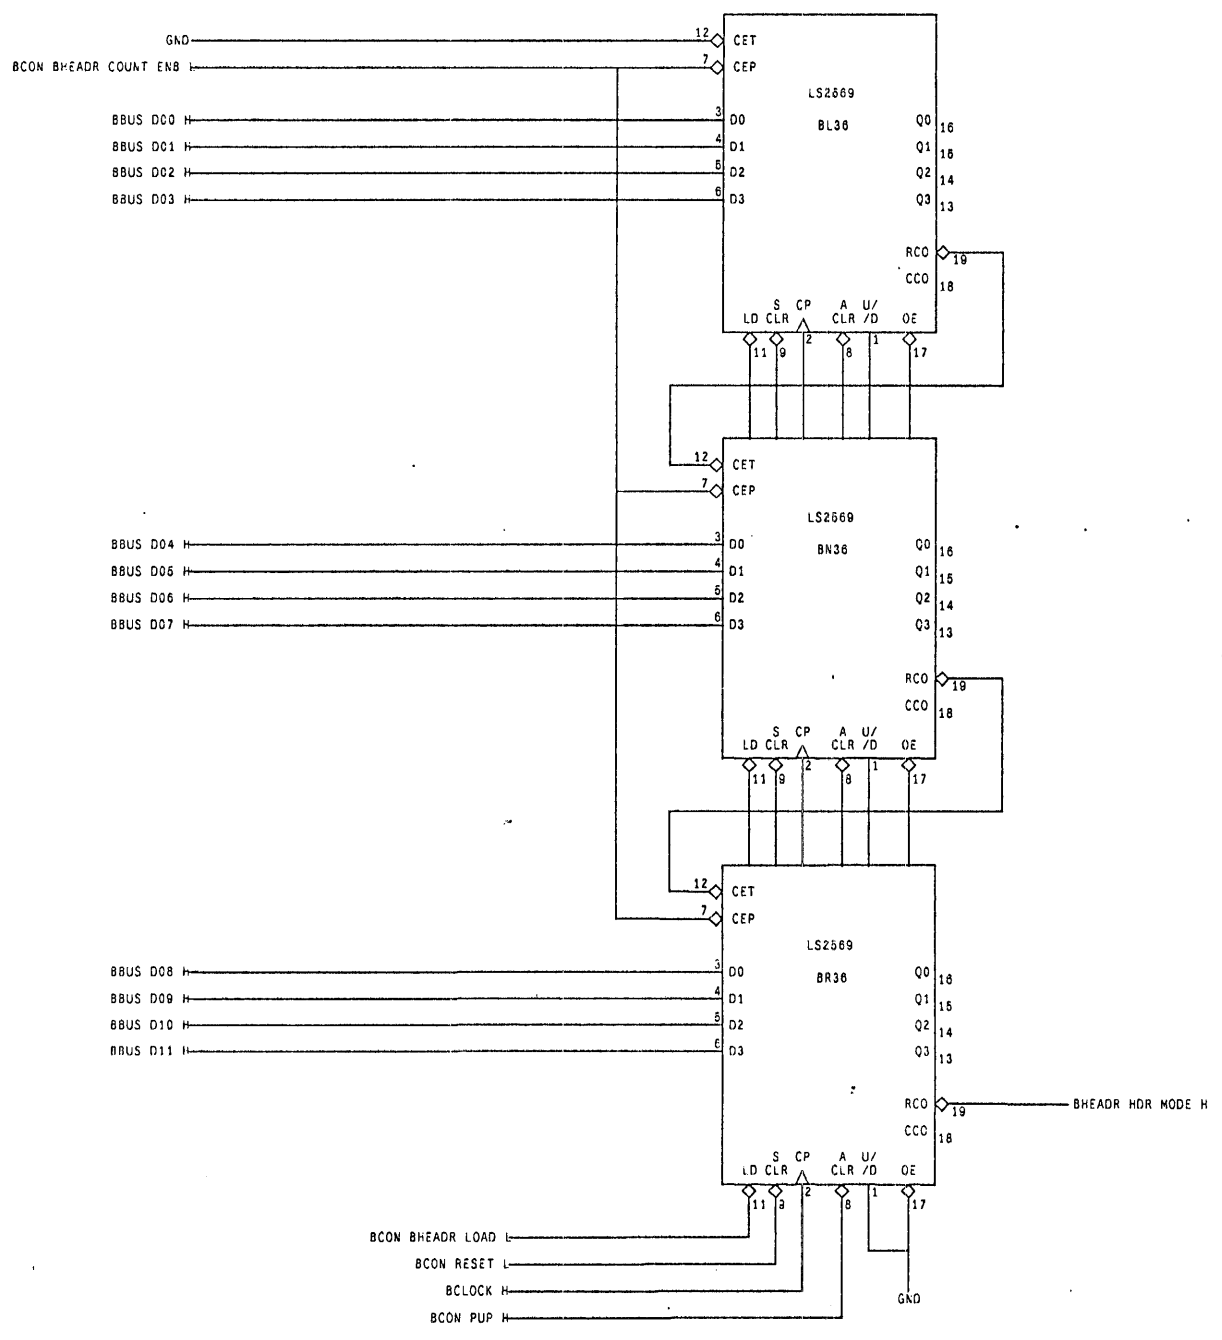 GND 12 CET
BCON BHEADR COUNT ENB L 7 CEP
LS2569
BL36
BBUS D00 H 3 D0 Q0 16
BBUS D01 H 4 D1 Q1 15
BBUS D02 H 5 D2 Q2 14
BBUS D03 H 6 D3 Q3 13
RCO 19
CCO 18
S CP A U/
LD CLR CLR /D OE
11 9 2 8 1 17
12 CET
7 CEP
LS2569
BN36
BBUS D04 H 3 D0 Q0 16
BBUS D05 H 4 D1 Q1 15
BBUS D06 H 5 D2 Q2 14
BBUS D07 H 6 D3 Q3 13
RCO 19
CCO 18
S CP A U/
LD CLR CLR /D OE
11 9 2 8 1 17
12 CET
7 CEP
LS2569
BR36
BBUS D08 H 3 D0 Q0 16
BBUS D09 H 4 D1 Q1 15
BBUS D10 H 5 D2 Q2 14
BBUS D11 H 6 D3 Q3 13
RCO 19 BHEADR HDR MODE H
CCO 18
S CP A U/
LD CLR CLR /D OE
11 9 2 8 1 17
BCON BHEADR LOAD L
BCON RESET L
BCLOCK H
GND
BCON PUP H